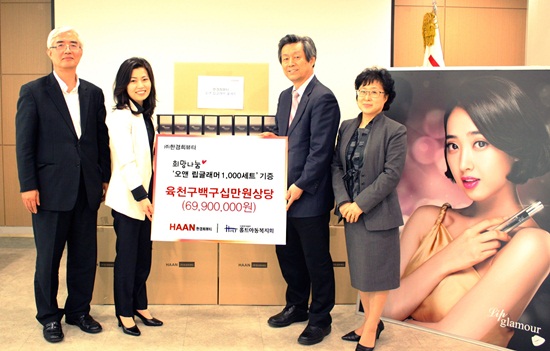 ㈜한경희뷰티
희망나눔
'오앤 립글래머 1,000세트' 기증
육천구백구십만원상당
(69,900,000원)
HAAN 한경희뷰티
홀트아동복지회
HAAN
HAAN
Lip
glamour